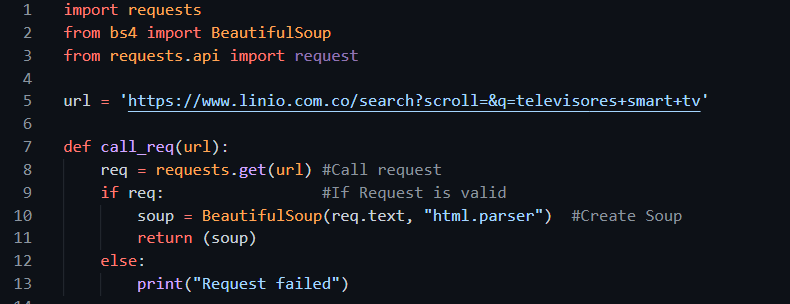 1 import requests
2 from bs4 import BeautifulSoup
3 from requests.api import request
4
5 url = 'https://www.linio.com.co/search?scroll=&q=televisores+smart+tv'
6
7 def call_req(url):
8     req = requests.get(url) #Call request
9     if req:                 #If Request is valid
10         soup = BeautifulSoup(req.text, "html.parser")  #Create Soup
11         return (soup)
12     else:
13         print("Request failed")